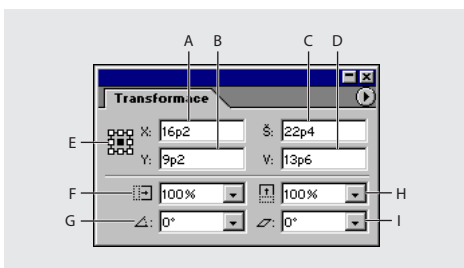 A B C D
Transformace
X: 16p2 Š: 22p4
E
Y: 9p2 V: 13p6
F 100% 100% H
G 0° 0° I